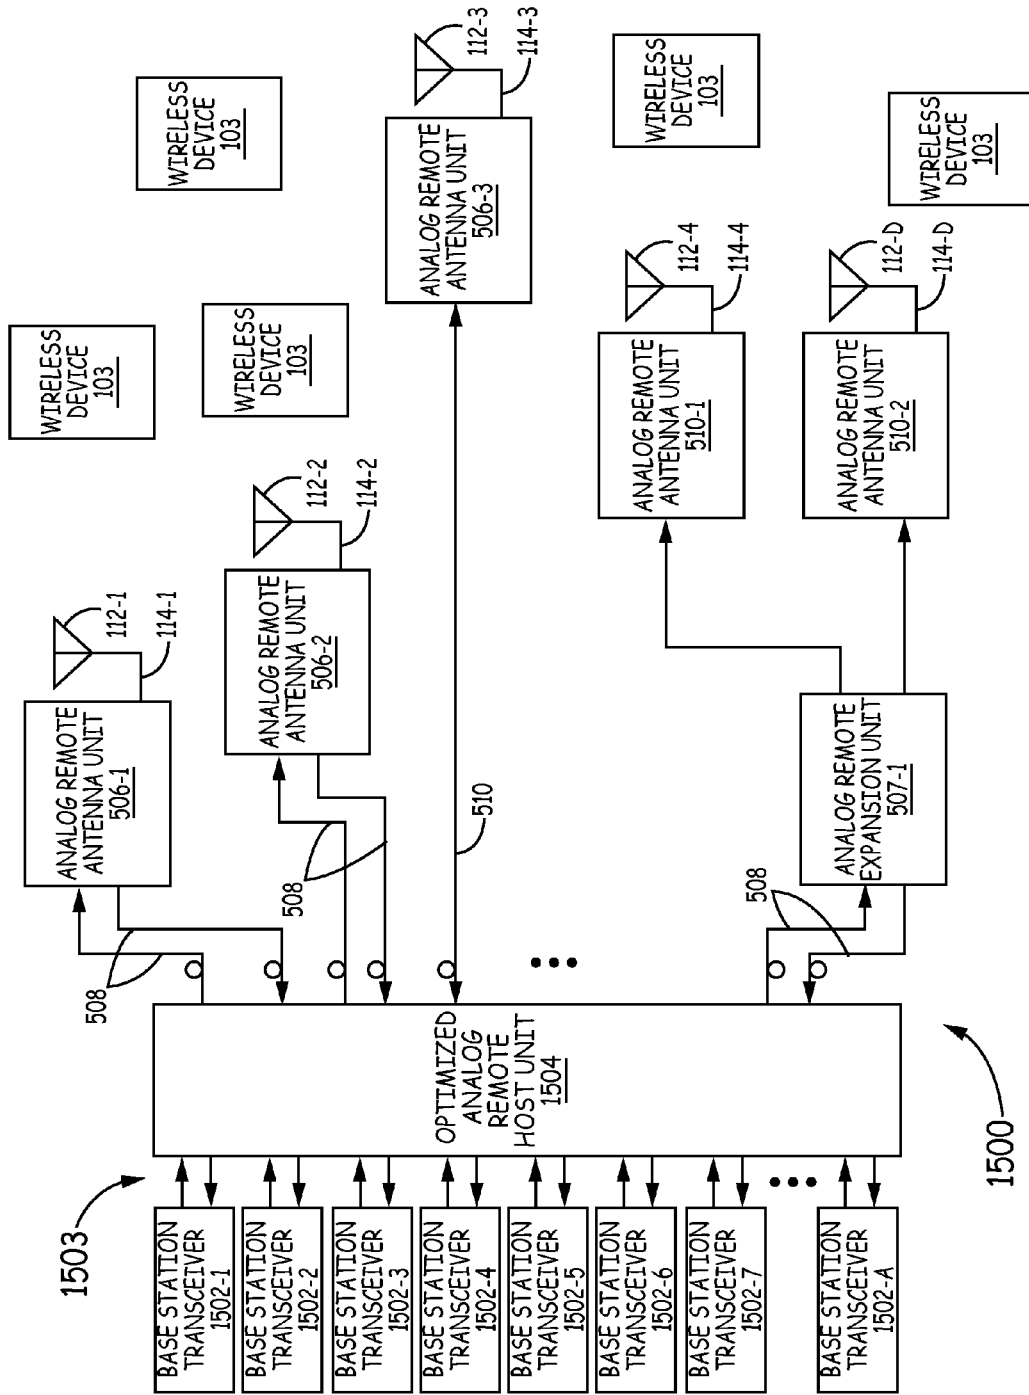 1503
BASE STATION
TRANSCEIVER
1502-1
BASE STATION
TRANSCEIVER
1502-2
BASE STATION
TRANSCEIVER
1502-3
BASE STATION
TRANSCEIVER
1502-4
BASE STATION
TRANSCEIVER
1502-5
BASE STATION
TRANSCEIVER
1502-6
BASE STATION
TRANSCEIVER
1502-7
BASE STATION
TRANSCEIVER
1502-A
OPTIMIZED
ANALOG
REMOTE
HOST UNIT
1504
1500
508
508
510
508
ANALOG REMOTE
ANTENNA UNIT
506-1
112-1
114-1
ANALOG REMOTE
ANTENNA UNIT
506-2
112-2
114-2
ANALOG REMOTE
ANTENNA UNIT
506-3
112-3
114-3
ANALOG REMOTE
EXPANSION UNIT
507-1
ANALOG REMOTE
ANTENNA UNIT
510-1
112-4
114-4
ANALOG REMOTE
ANTENNA UNIT
510-2
112-D
114-D
WIRELESS
DEVICE
103
WIRELESS
DEVICE
103
WIRELESS
DEVICE
103
WIRELESS
DEVICE
103
WIRELESS
DEVICE
103